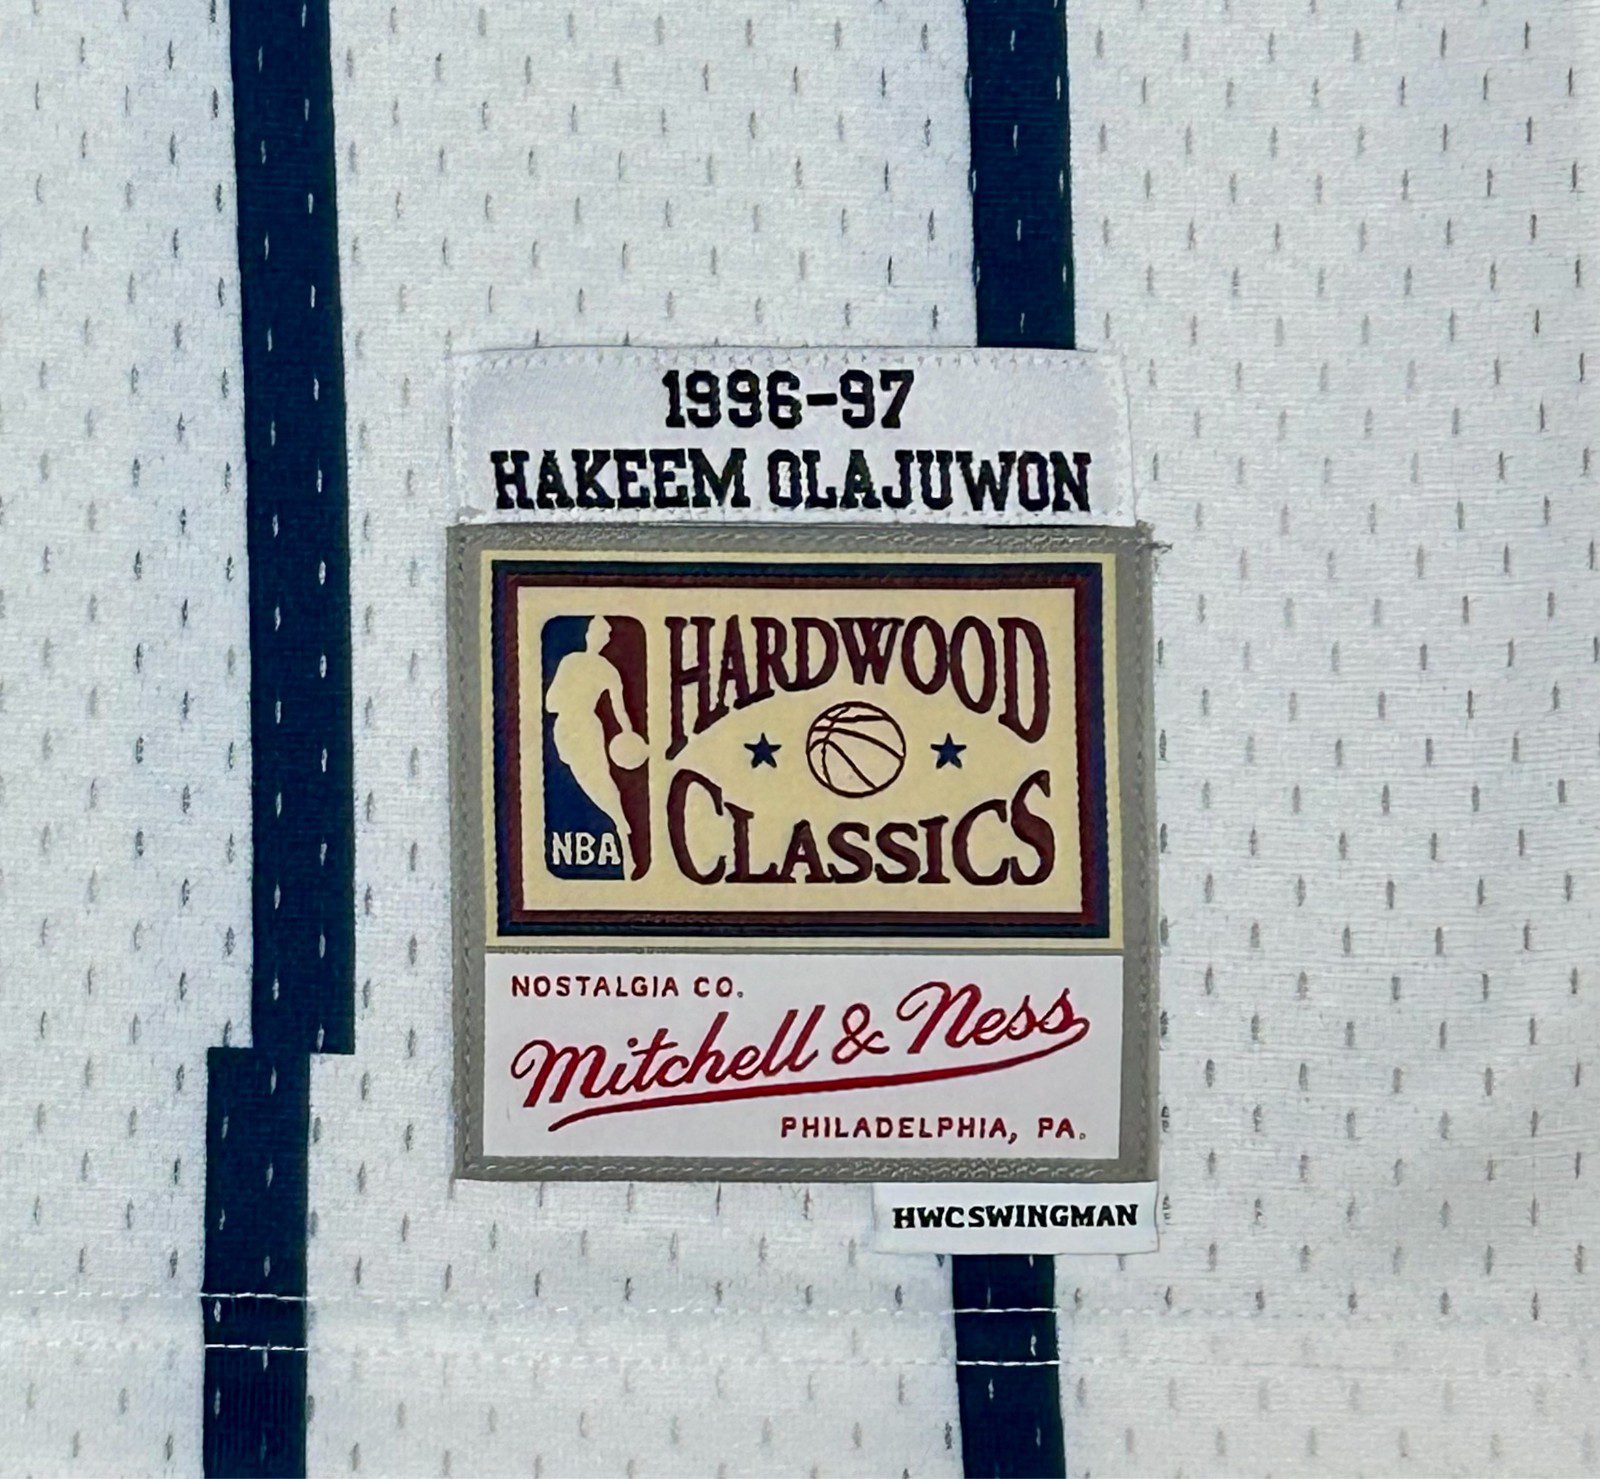 1996-97
HAKEEM OLAJUWON
HARDWOOD
CLASSICS
NBA
NOSTALGIA CO.
Mitchell & Ness
PHILADELPHIA, PA.
HWCSWINGMAN